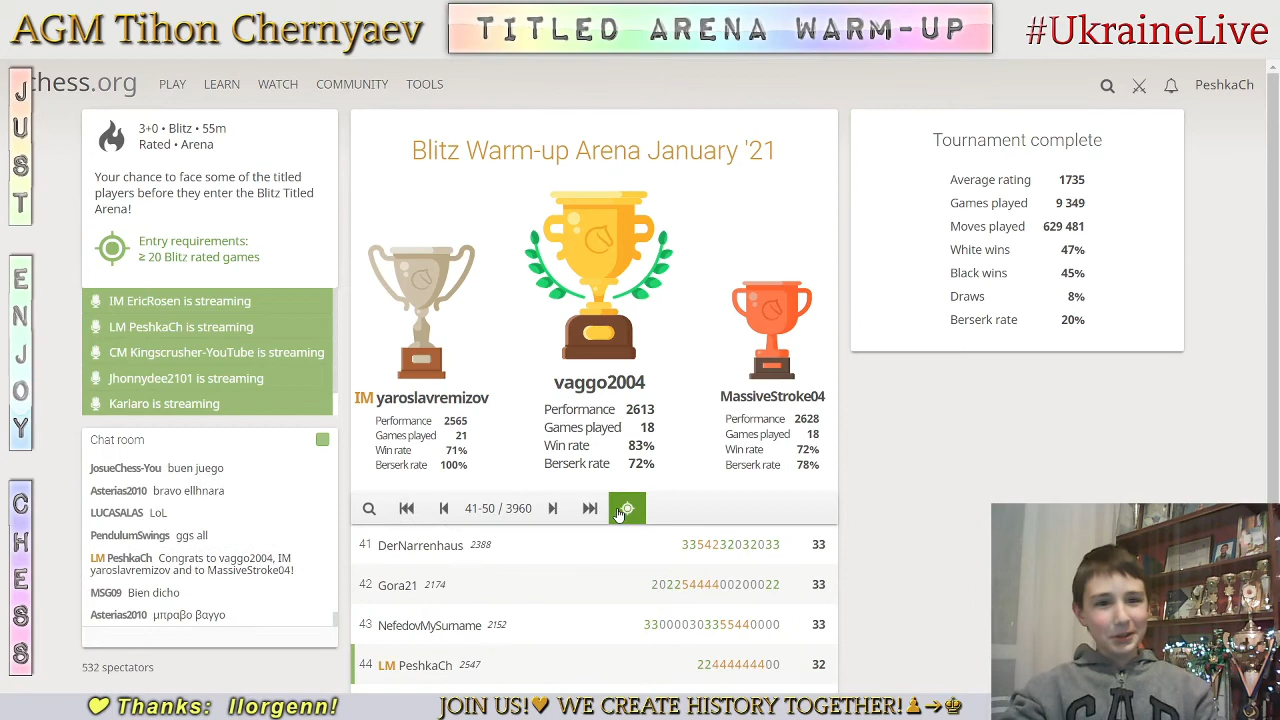 AGM Tihon Chernyaev
TITLED ARENA WARM-UP
#UkraineLive
JUST
ENJOY
CHESS
chess.org
PLAY LEARN WATCH COMMUNITY TOOLS
PeshkaCh
3+0 • Blitz • 55m
Rated • Arena
Your chance to face some of the titled
players before they enter the Blitz Titled
Arena!
Entry requirements:
≥ 20 Blitz rated games
IM EricRosen is streaming
LM PeshkaCh is streaming
CM Kingscrusher-YouTube is streaming
Jhonnydee2101 is streaming
Kariaro is streaming
Chat room
JosueChess-You buen juego
Asterias2010 bravo ellhnara
LUCASALAS LoL
PendulumSwings ggs all
LM PeshkaCh Congrats to vaggo2004, IM
yaroslavremizov and to MassiveStroke04!
MSG09 Bien dicho
Asterias2010 μπραβο βαγγο
532 spectators
Blitz Warm-up Arena January '21
IM yaroslavremizov
Performance 2565
Games played 21
Win rate 71%
Berserk rate 100%
vaggo2004
Performance 2613
Games played 18
Win rate 83%
Berserk rate 72%
MassiveStroke04
Performance 2628
Games played 18
Win rate 72%
Berserk rate 78%
41-50 / 3960
41 DerNarrenhaus 2388 335423203203​3 33
42 Gora21 2174 2022544440020022 33
43 NefedovMySurname 2152 33000030335544​0000 33
44 LM PeshkaCh 2547 22444444400 32
Tournament complete
Average rating 1735
Games played 9 349
Moves played 629 481
White wins 47%
Black wins 45%
Draws 8%
Berserk rate 20%
Thanks: llorgenn!
JOIN US!♥ WE CREATE HISTORY TOGETHER!♟→♚
GAP